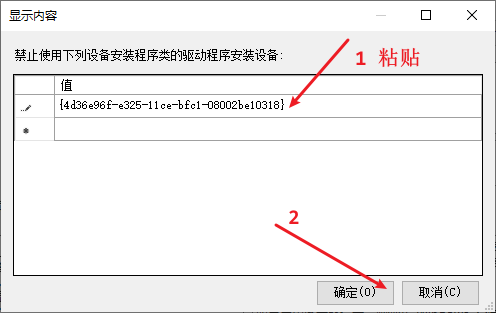 显示内容
禁止使用下列设备安装程序类的驱动程序安装设备:
1 粘贴
值
{4d36e96f-e325-11ce-bfc1-08002be10318}
2
确定(O)
取消(C)